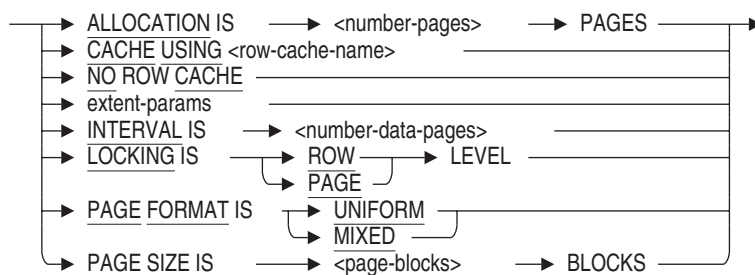 ALLOCATION IS <number-pages> PAGES
CACHE USING <row-cache-name>
NO ROW CACHE
extent-params
INTERVAL IS <number-data-pages>
LOCKING IS ROW LEVEL
PAGE
PAGE FORMAT IS UNIFORM
MIXED
PAGE SIZE IS <page-blocks> BLOCKS